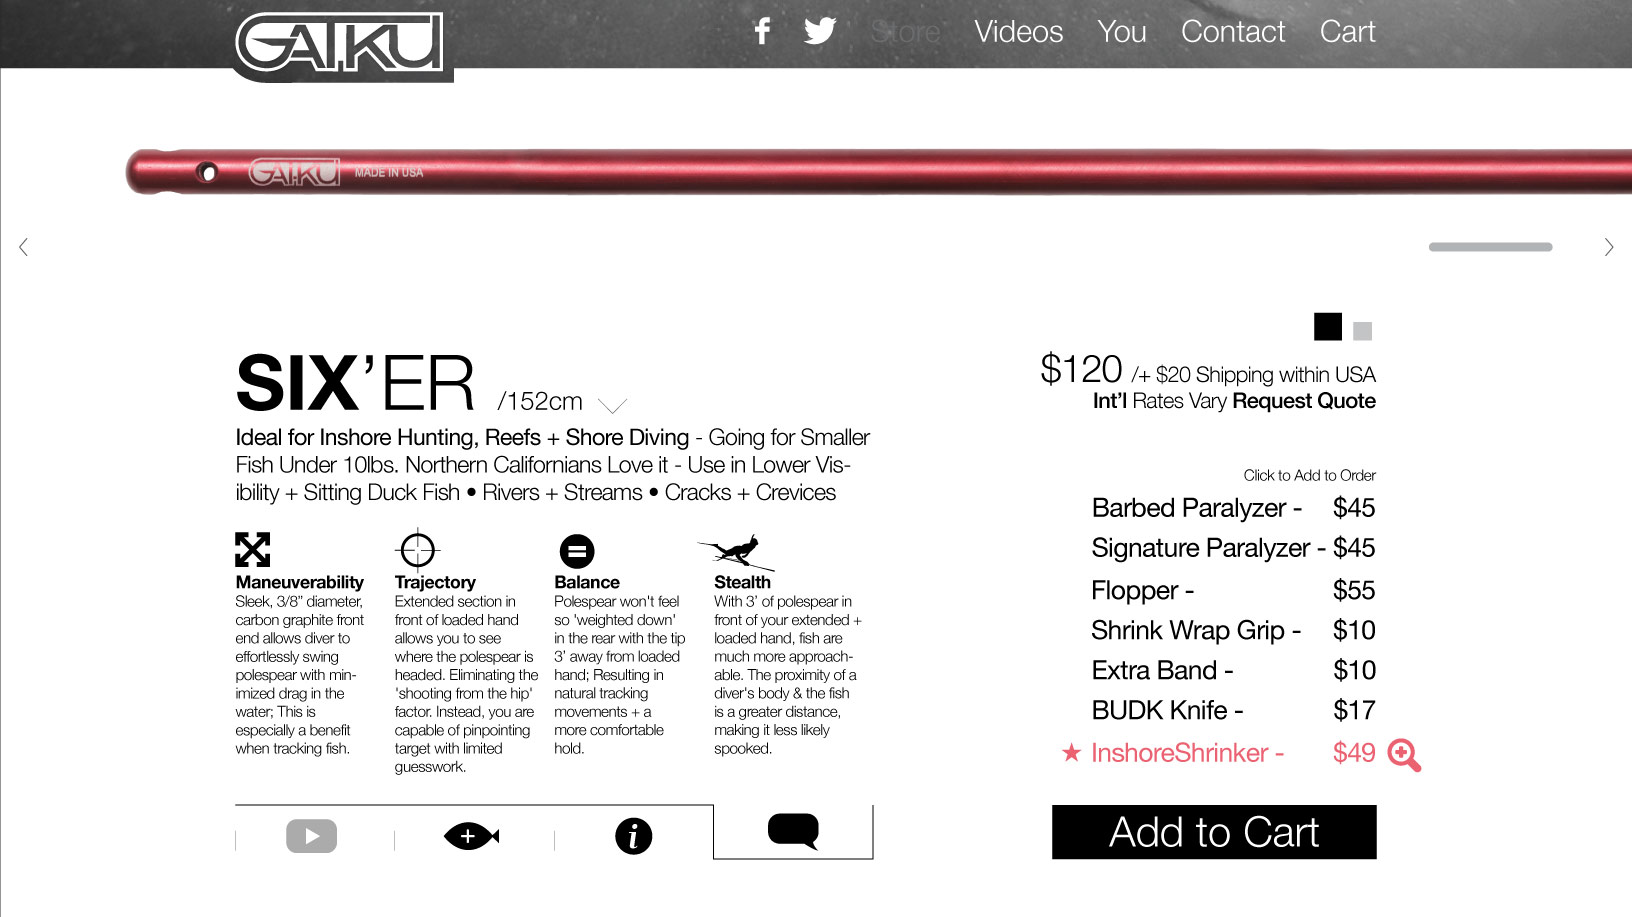 GATKU
Store Videos You Contact Cart
GATKU MADE IN USA
SIX’ER /152cm
Ideal for Inshore Hunting, Reefs + Shore Diving - Going for Smaller
Fish Under 10lbs. Northern Californians Love it - Use in Lower Vis-
ibility + Sitting Duck Fish • Rivers + Streams • Cracks + Crevices
$120 /+ $20 Shipping within USA
Int’l Rates Vary Request Quote
Maneuverability
Sleek, 3/8” diameter,
carbon graphite front
end allows diver to
effortlessly swing
polespear with min-
imized drag in the
water; This is
especially a benefit
when tracking fish.
Trajectory
Extended section in
front of loaded hand
allows you to see
where the polespear is
headed. Eliminating the
'shooting from the hip'
factor. Instead, you are
capable of pinpointing
target with limited
guesswork.
Balance
Polespear won't feel
so 'weighted down'
in the rear with the tip
3’ away from loaded
hand; Resulting in
natural tracking
movements + a
more comfortable
hold.
Stealth
With 3’ of polespear in
front of your extended +
loaded hand, fish are
much more approach-
able. The proximity of a
diver's body & the fish
is a greater distance,
making it less likely
spooked.
Click to Add to Order
Barbed Paralyzer - $45
Signature Paralyzer - $45
Flopper - $55
Shrink Wrap Grip - $10
Extra Band - $10
BUDK Knife - $17
★ InshoreShrinker - $49
Add to Cart